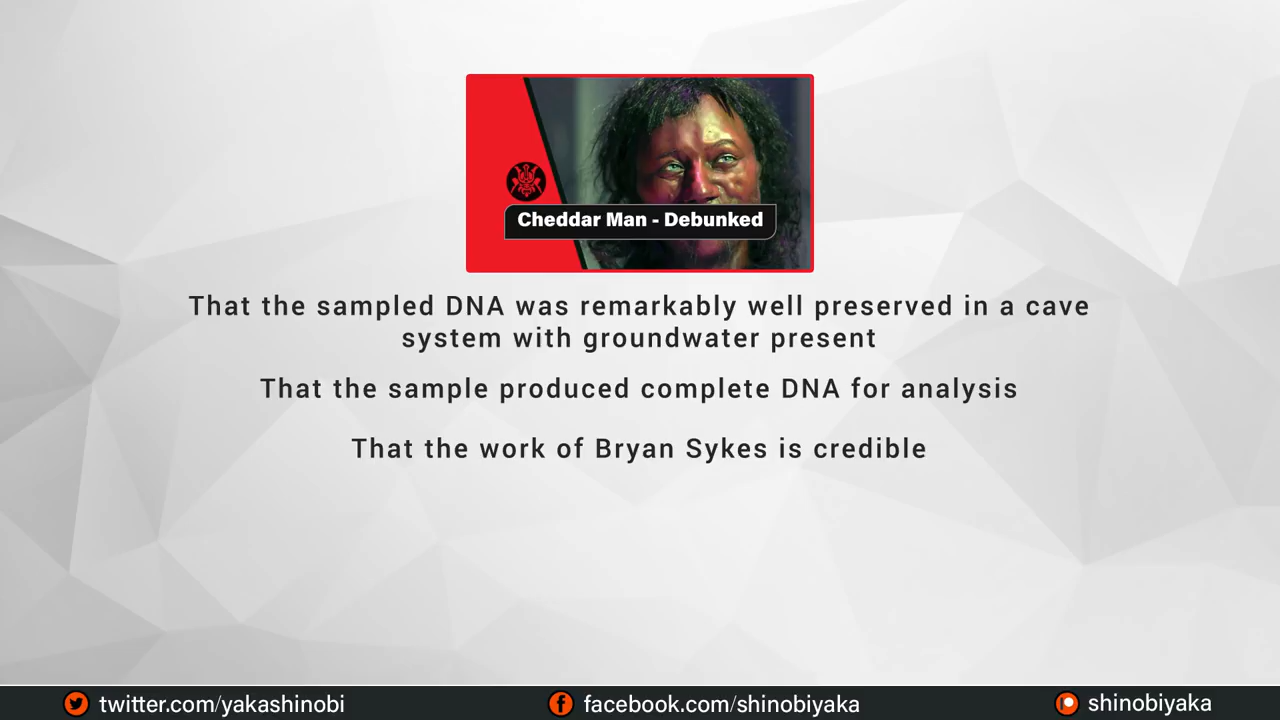 Cheddar Man - Debunked
That the sampled DNA was remarkably well preserved in a cave
system with groundwater present
That the sample produced complete DNA for analysis
That the work of Bryan Sykes is credible
twitter.com/yakashinobi
facebook.com/shinobiyaka
shinobiyaka